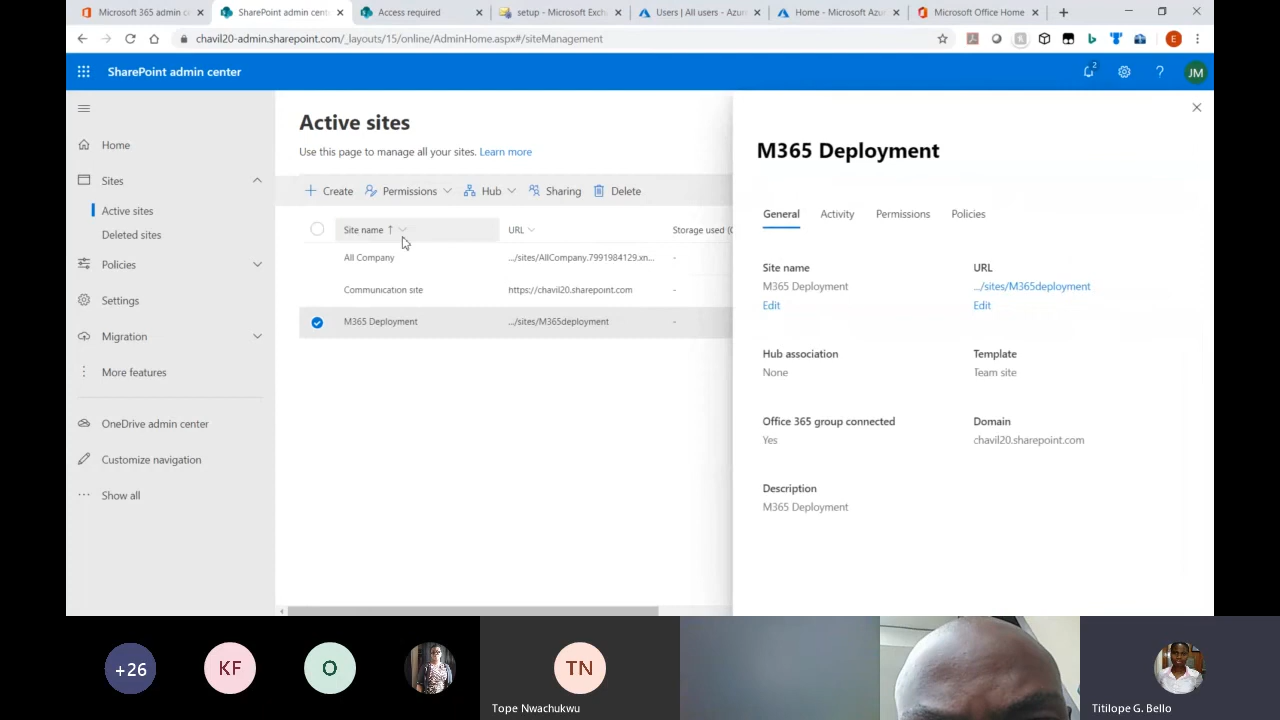 Microsoft 365 admin c
SharePoint admin cent
Access required
setup - Microsoft Exch
Users | All users - Azur
Home - Microsoft Azur
Microsoft Office Home
chavil20-admin.sharepoint.com/_layouts/15/online/AdminHome.aspx#/siteManagement
E
SharePoint admin center
2
JM
Home
Sites
Active sites
Deleted sites
Policies
Settings
Migration
More features
OneDrive admin center
Customize navigation
Show all
Active sites
Use this page to manage all your sites. Learn more
Create Permissions Hub Sharing Delete
Site name ↑ URL Storage used (G
All Company .../sites/AllCompany.7991984129.xn... -
Communication site https://chavil20.sharepoint.com -
M365 Deployment .../sites/M365deployment -
M365 Deployment
General Activity Permissions Policies
Site name URL
M365 Deployment .../sites/M365deployment
Edit Edit
Hub association Template
None Team site
Office 365 group connected Domain
Yes chavil20.sharepoint.com
Description
M365 Deployment
+26
KF
O
TN
Tope Nwachukwu
Titilope G. Bello